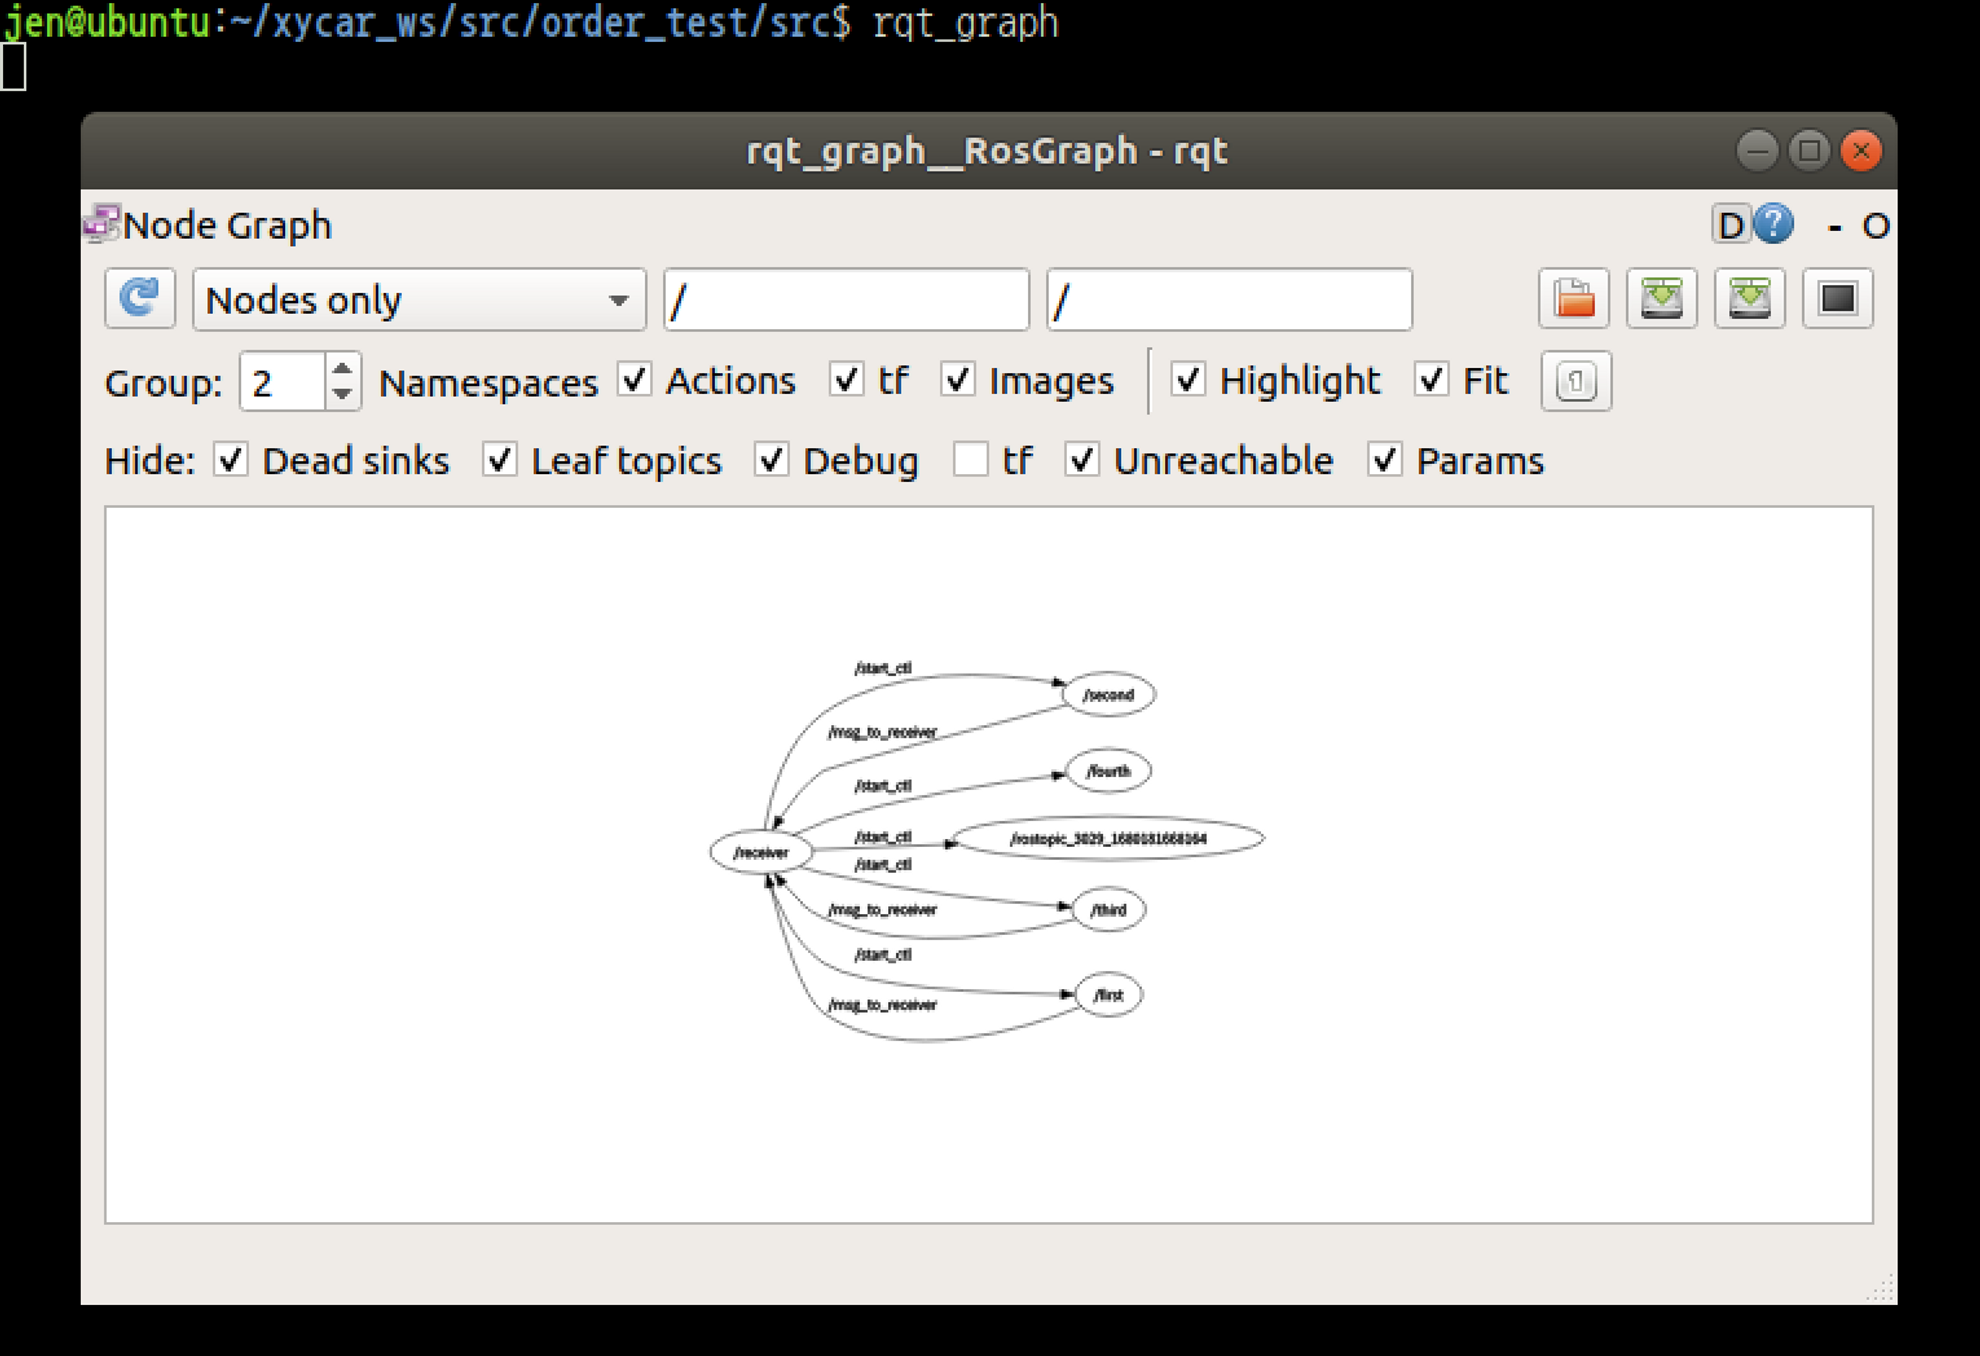 jen@ubuntu:~/xycar_ws/src/order_test/src$ rqt_graph
rqt_graph__RosGraph - rqt
Node Graph
D ? - O
Nodes only / /
Group: 2 Namespaces Actions tf Images Highlight Fit
Hide: Dead sinks Leaf topics Debug tf Unreachable Params
/start_ctl
/second
/msg_to_receiver
/fourth
/start_ctl
/start_ctl
/rostopic_3029_1680181668164
/receiver
/start_ctl
/msg_to_receiver
/third
/start_ctl
/first
/msg_to_receiver